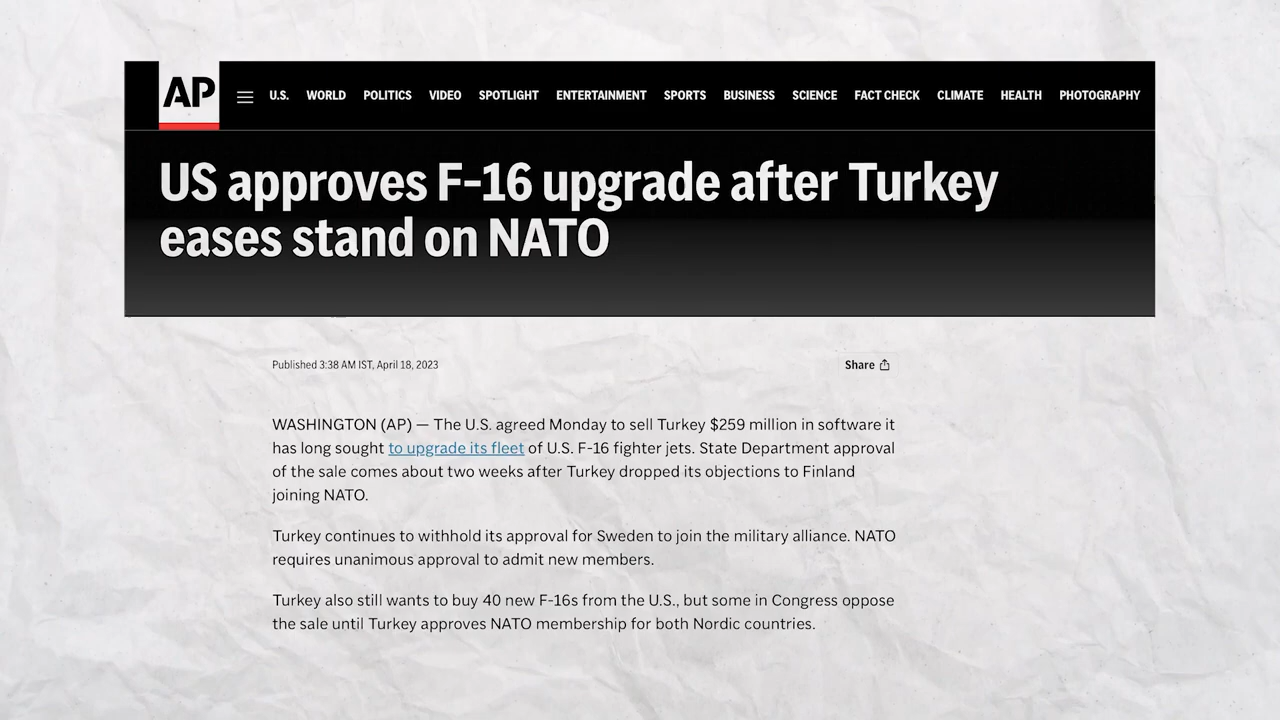 AP
U.S. WORLD POLITICS VIDEO SPOTLIGHT ENTERTAINMENT SPORTS BUSINESS SCIENCE FACT CHECK CLIMATE HEALTH PHOTOGRAPHY
US approves F-16 upgrade after Turkey
eases stand on NATO
Published 3:38 AM IST, April 18, 2023
Share
WASHINGTON (AP) — The U.S. agreed Monday to sell Turkey $259 million in software it
has long sought to upgrade its fleet of U.S. F-16 fighter jets. State Department approval
of the sale comes about two weeks after Turkey dropped its objections to Finland
joining NATO.
Turkey continues to withhold its approval for Sweden to join the military alliance. NATO
requires unanimous approval to admit new members.
Turkey also still wants to buy 40 new F-16s from the U.S., but some in Congress oppose
the sale until Turkey approves NATO membership for both Nordic countries.